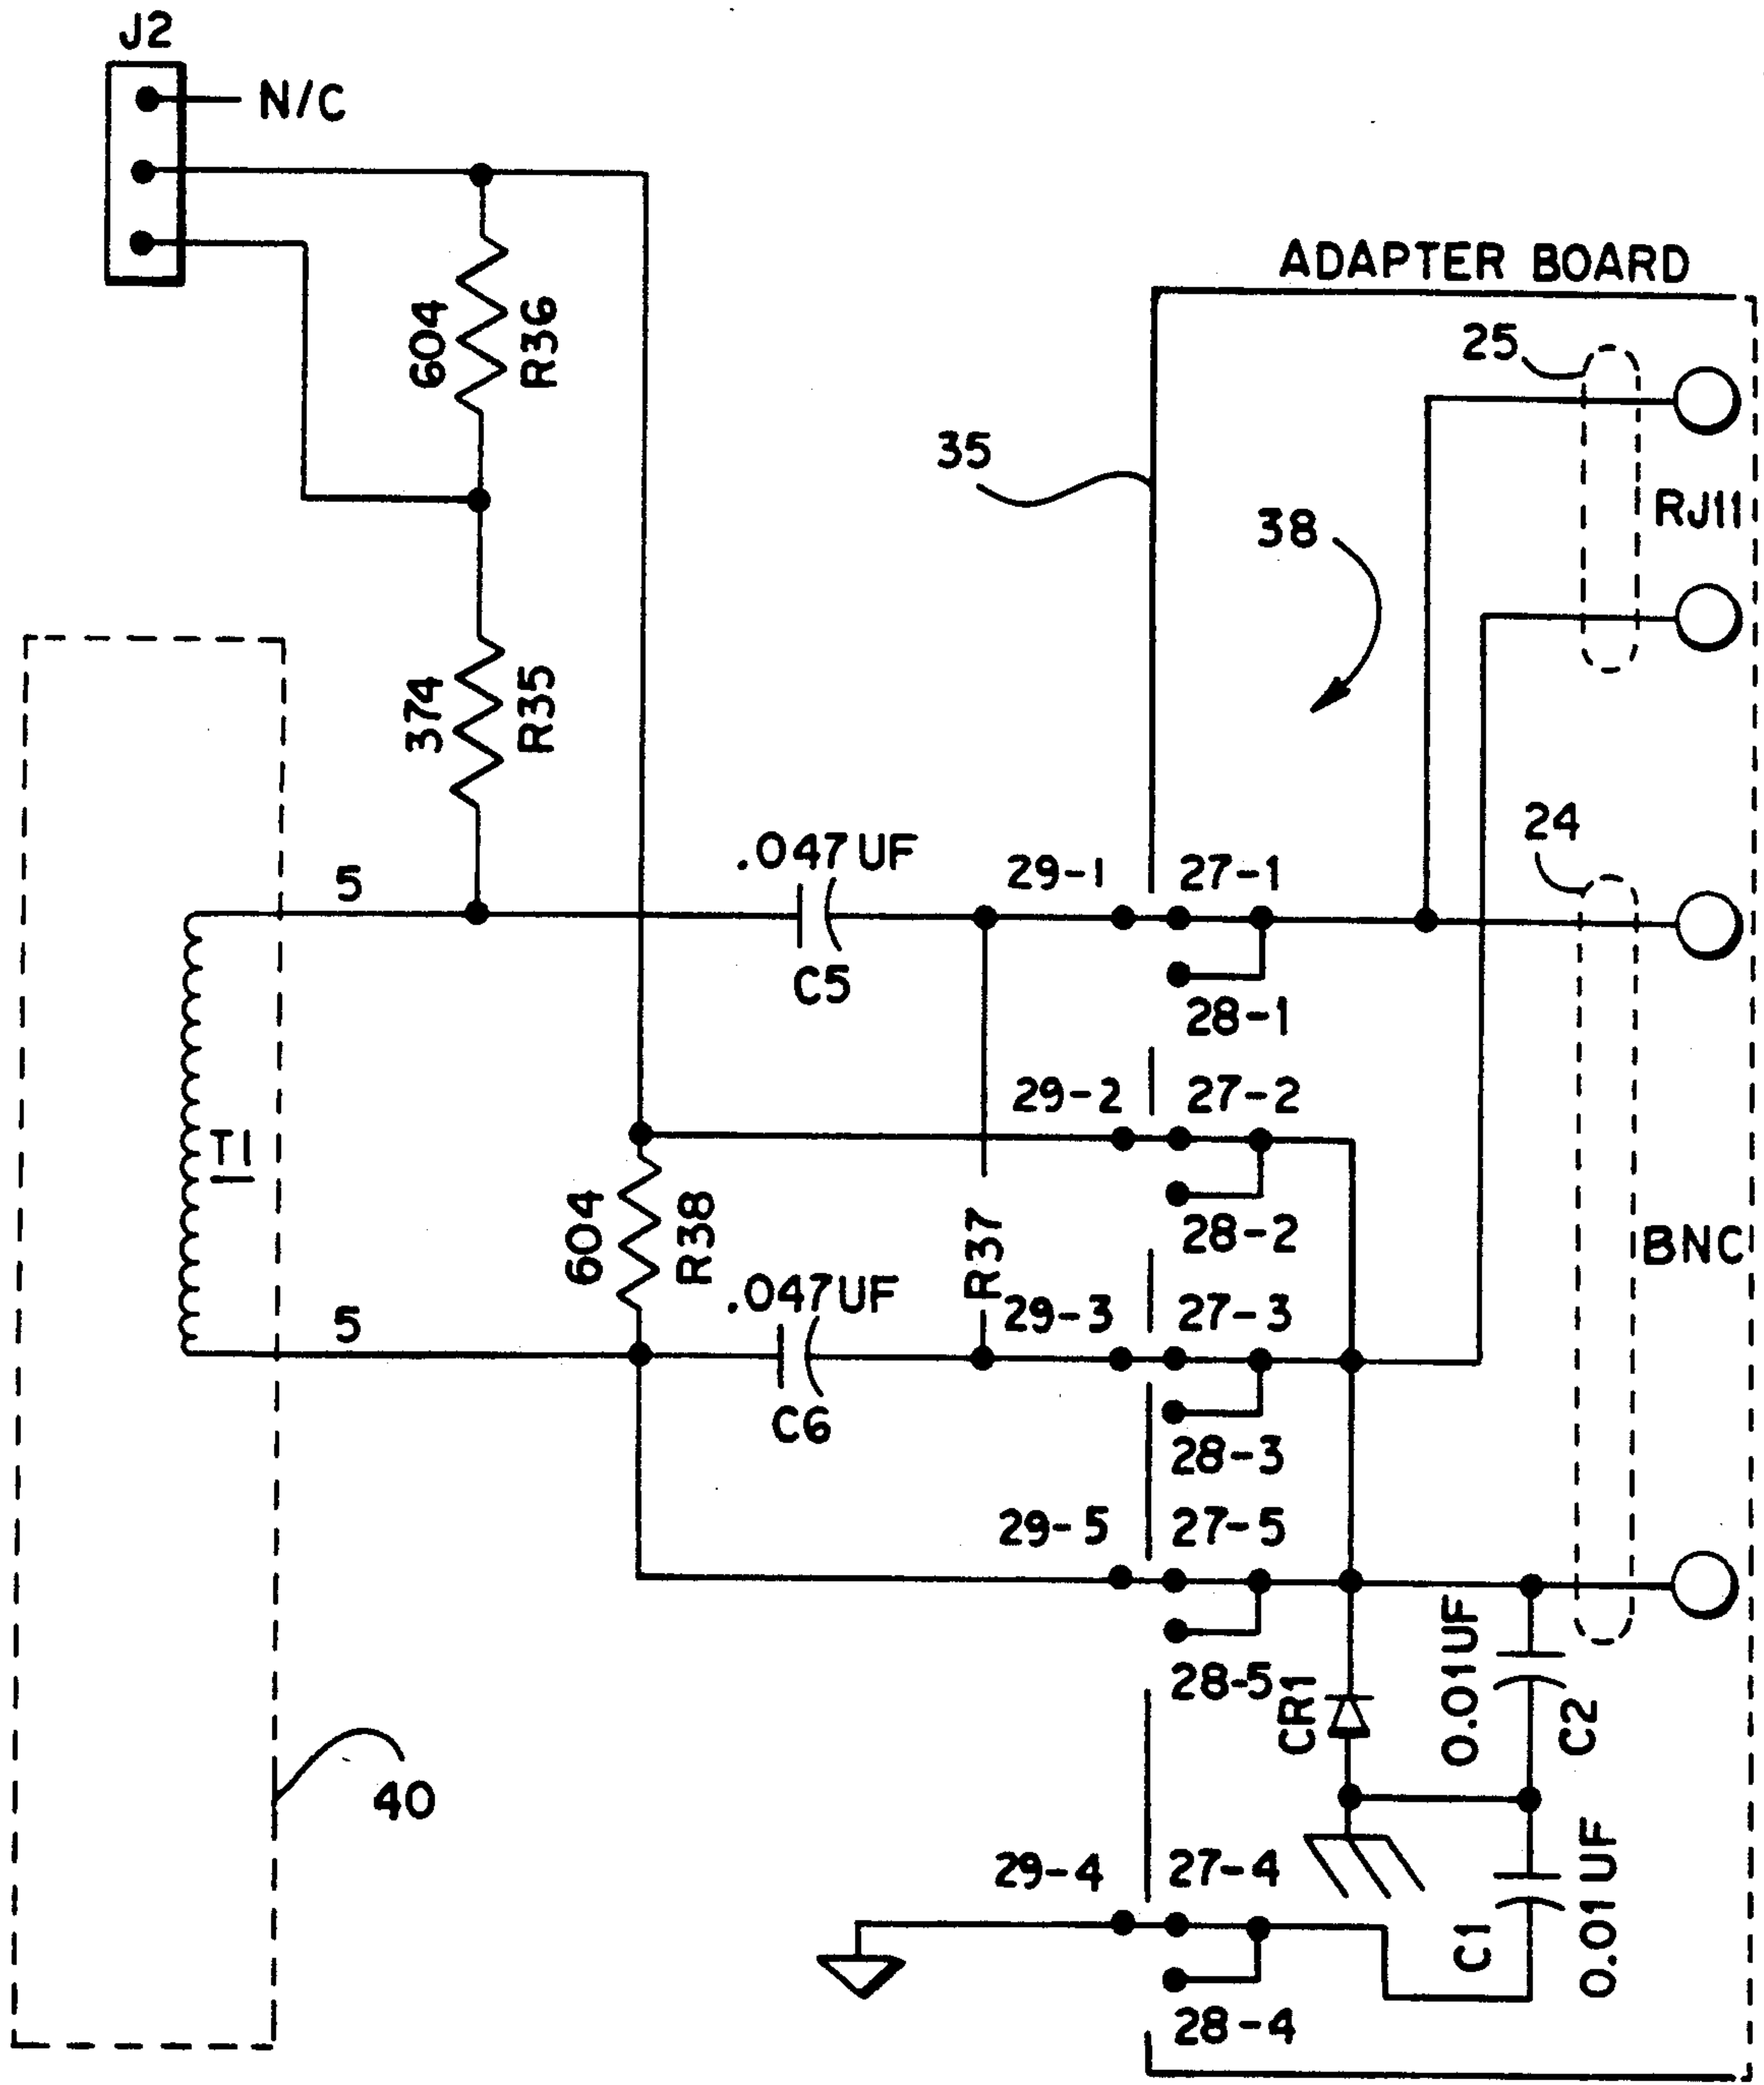 J2
N/C
ADAPTER BOARD
604
R36
25
35
RJ11
38
374
R35
24
.047UF
29-1
27-1
5
C5
28-1
29-2
27-2
T1
604
R38
R37
28-2
BNC
.047UF
29-3
27-3
5
C6
28-3
29-5
27-5
28-5
CR1
0.01UF
C2
40
29-4
27-4
C1
0.01UF
28-4